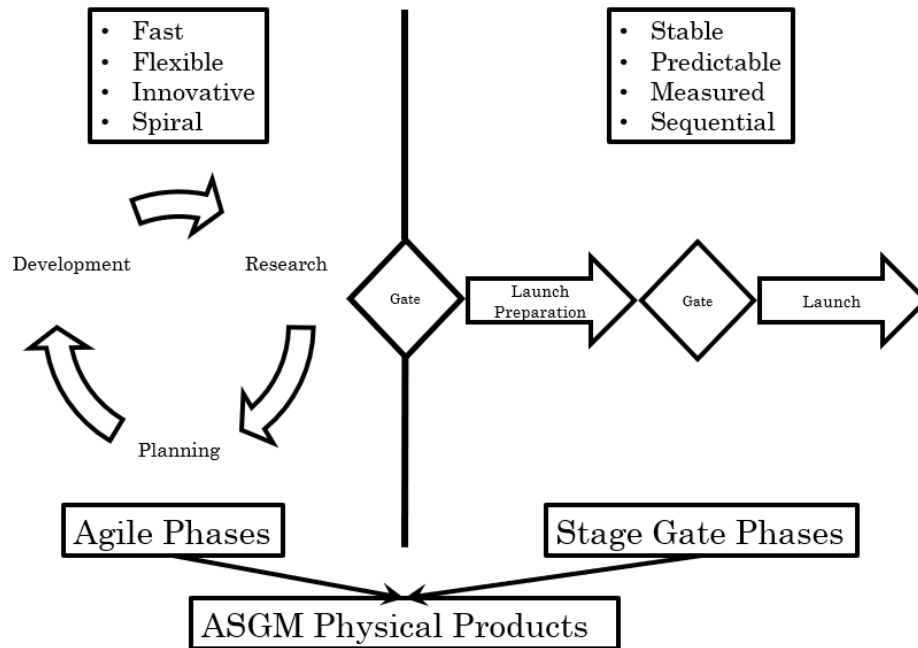 • Fast
• Flexible
• Innovative
• Spiral
• Stable
• Predictable
• Measured
• Sequential
Development
Research
Planning
Gate
Launch
Preparation
Gate
Launch
Agile Phases
Stage Gate Phases
ASGM Physical Products